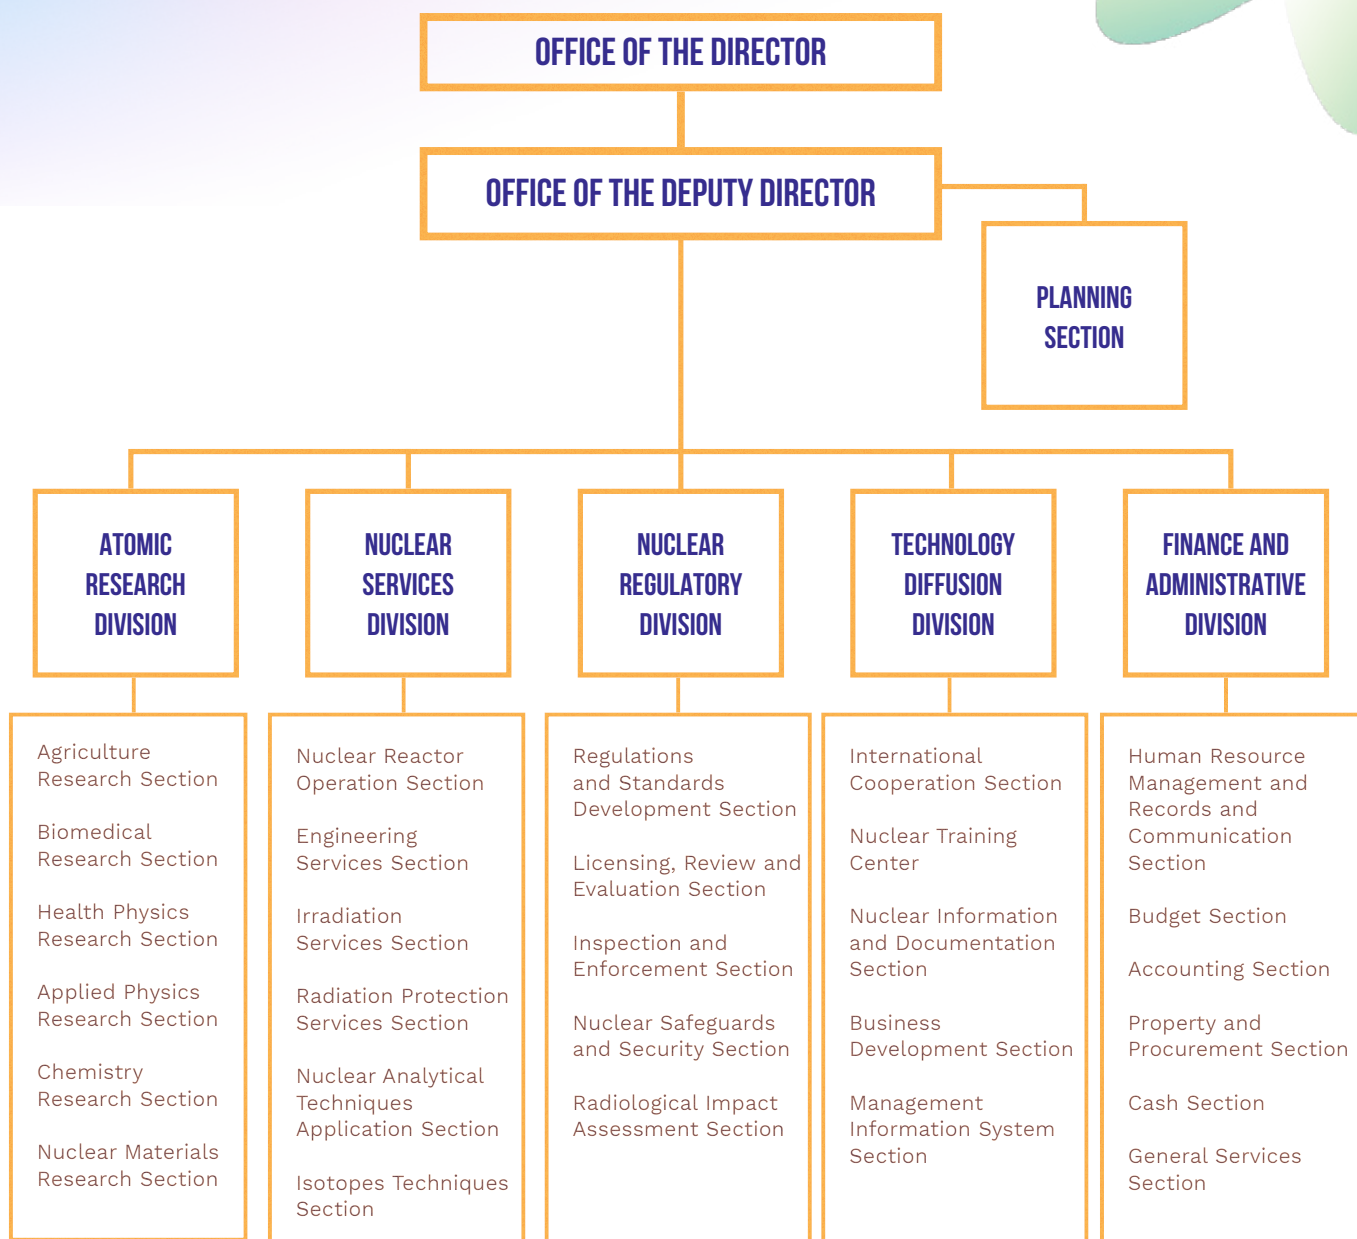 OFFICE OF THE DIRECTOR
OFFICE OF THE DEPUTY DIRECTOR
PLANNING
SECTION
ATOMIC
RESEARCH
DIVISION
NUCLEAR
SERVICES
DIVISION
NUCLEAR
REGULATORY
DIVISION
TECHNOLOGY
DIFFUSION
DIVISION
FINANCE AND
ADMINISTRATIVE
DIVISION
Agriculture
Research Section
Biomedical
Research Section
Health Physics
Research Section
Applied Physics
Research Section
Chemistry
Research Section
Nuclear Materials
Research Section
Nuclear Reactor
Operation Section
Engineering
Services Section
Irradiation
Services Section
Radiation Protection
Services Section
Nuclear Analytical
Techniques
Application Section
Isotopes Techniques
Section
Regulations
and Standards
Development Section
Licensing, Review and
Evaluation Section
Inspection and
Enforcement Section
Nuclear Safeguards
and Security Section
Radiological Impact
Assessment Section
International
Cooperation Section
Nuclear Training
Center
Nuclear Information
and Documentation
Section
Business
Development Section
Management
Information System
Section
Human Resource
Management and
Records and
Communication
Section
Budget Section
Accounting Section
Property and
Procurement Section
Cash Section
General Services
Section